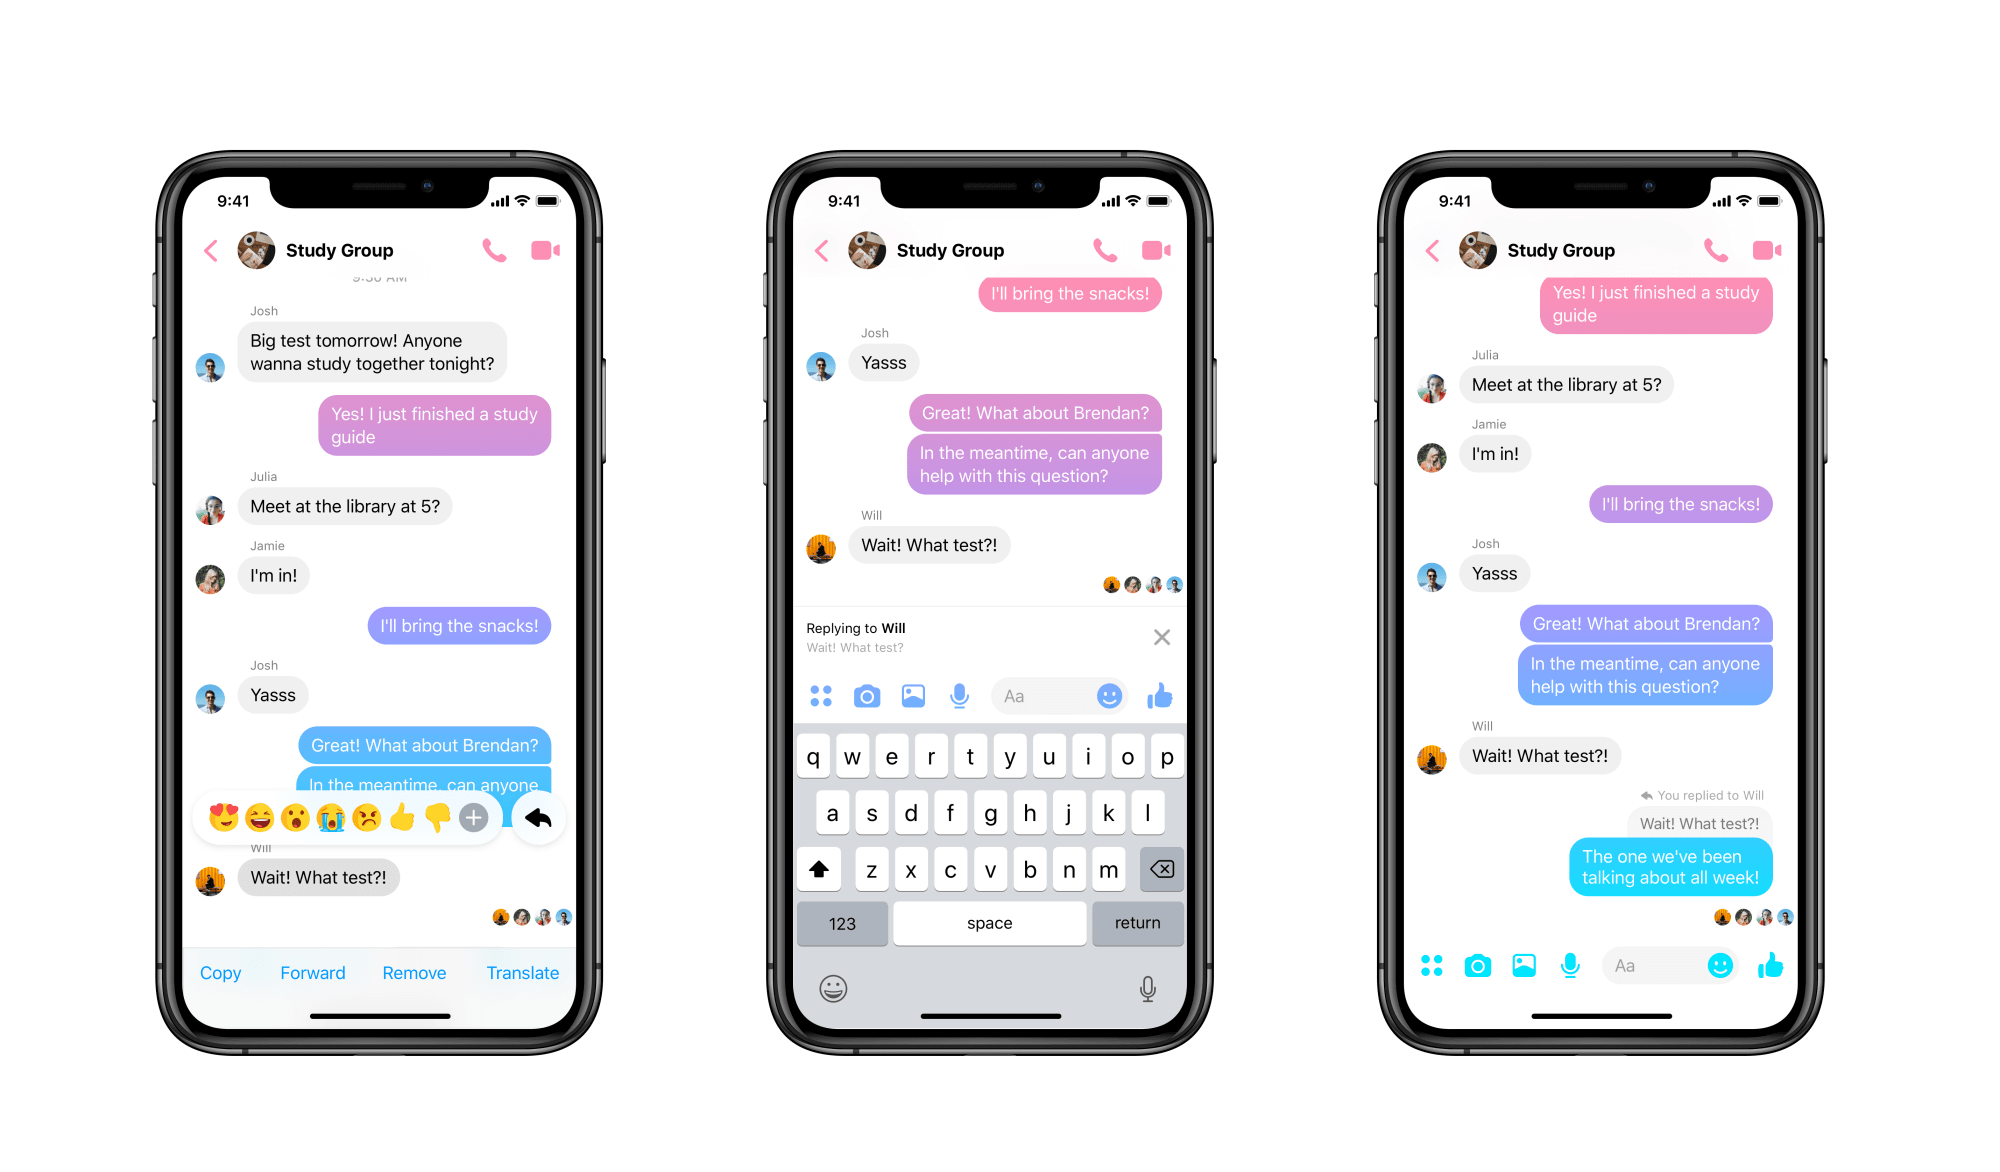 9:41
Study Group
9:30 AM
Josh
Big test tomorrow! Anyone
wanna study together tonight?
Yes! I just finished a study
guide
Julia
Meet at the library at 5?
Jamie
I'm in!
I'll bring the snacks!
Josh
Yasss
Great! What about Brendan?
In the meantime, can anyone
Will
Wait! What test?!
Copy Forward Remove Translate
9:41
Study Group
I'll bring the snacks!
Josh
Yasss
Great! What about Brendan?
In the meantime, can anyone
help with this question?
Will
Wait! What test?!
Replying to Will
Wait! What test?
Aa
q w e r t y u i o p
a s d f g h j k l
z x c v b n m
123 space return
9:41
Study Group
Yes! I just finished a study
guide
Julia
Meet at the library at 5?
Jamie
I'm in!
I'll bring the snacks!
Josh
Yasss
Great! What about Brendan?
In the meantime, can anyone
help with this question?
Will
Wait! What test?!
You replied to Will
Wait! What test?!
The one we've been
talking about all week!
Aa